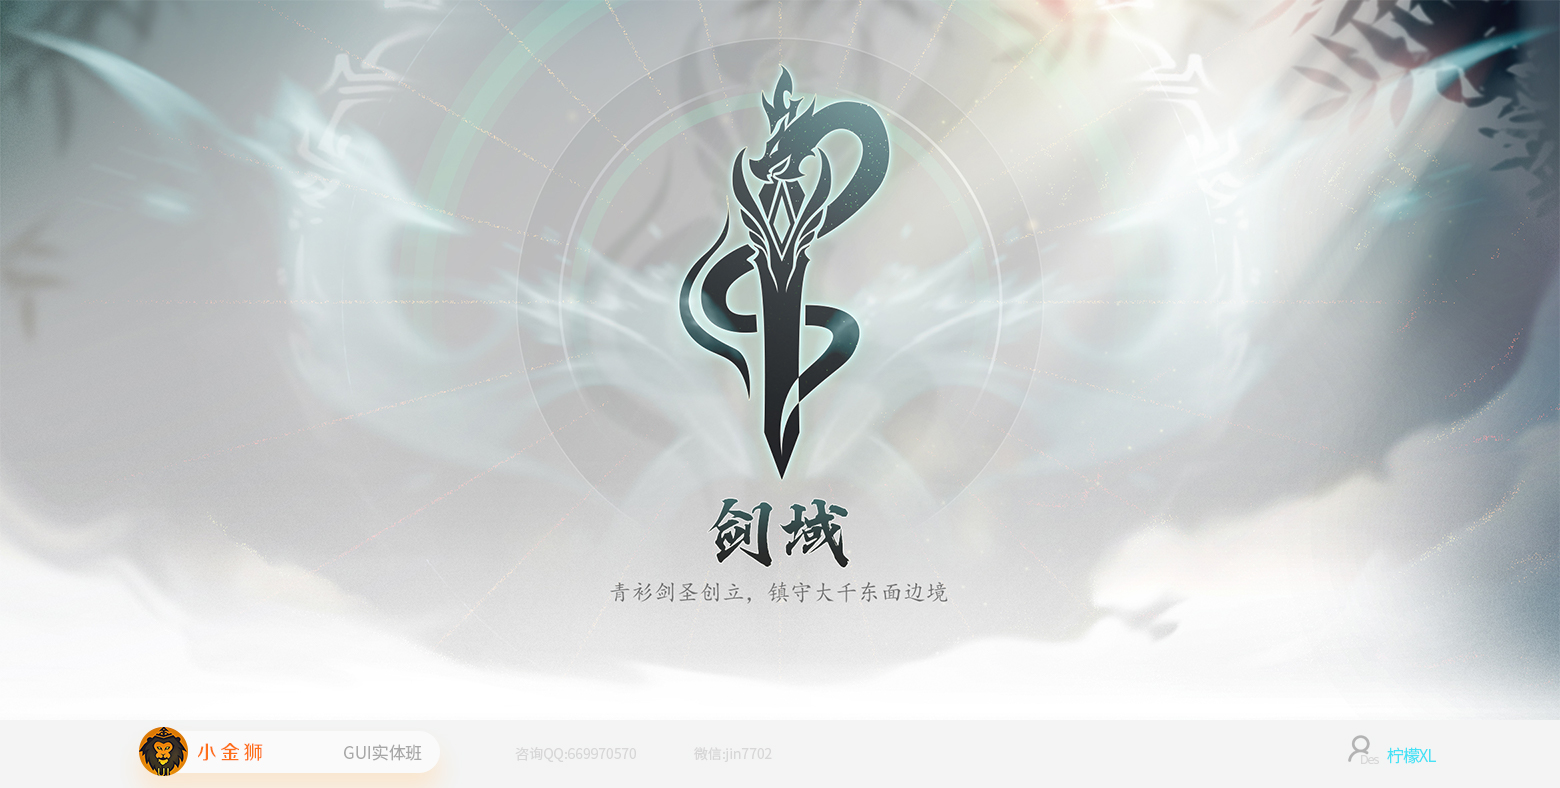 剑域
青衫剑圣创立，镇守大千东面边境
小金狮
GUI实体班
咨询QQ:669970570
微信:jin7702
Des
柠檬XL